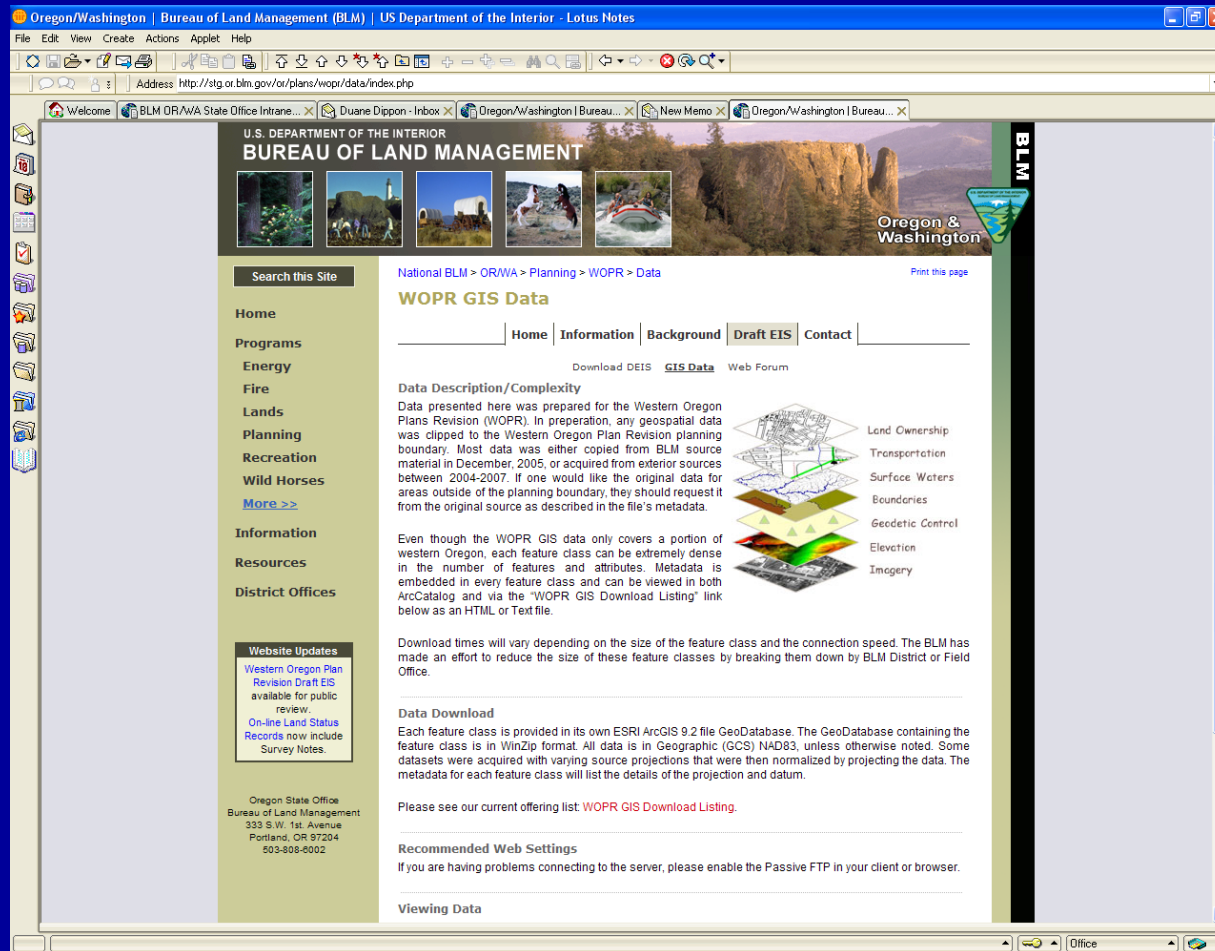 Oregon/Washington | Bureau of Land Management (BLM) | US Department of the Interior - Lotus Notes
File Edit View Create Actions Applet Help
Address http://stg.or.blm.gov/or/plans/wopr/data/index.php
Welcome BLM OR/WA State Office Intrane... Duane Dippon - Inbox Oregon/Washington | Bureau... New Memo Oregon/Washington | Bureau...
U.S. DEPARTMENT OF THE INTERIOR
BUREAU OF LAND MANAGEMENT
BLM
Oregon &
Washington
Search this Site
Home
Programs
Energy
Fire
Lands
Planning
Recreation
Wild Horses
More >>
Information
Resources
District Offices
Website Updates
Western Oregon Plan
Revision Draft EIS
available for public
review.
On-line Land Status
Records now include
Survey Notes.
Oregon State Office
Bureau of Land Management
333 S.W. 1st. Avenue
Portland, OR 97204
503-808-6002
National BLM > OR/WA > Planning > WOPR > Data
Print this page
WOPR GIS Data
Home Information Background Draft EIS Contact
Download DEIS GIS Data Web Forum
Data Description/Complexity
Data presented here was prepared for the Western Oregon
Plans Revision (WOPR). In preperation, any geospatial data
was clipped to the Western Oregon Plan Revision planning
boundary. Most data was either copied from BLM source
material in December, 2005, or acquired from exterior sources
between 2004-2007. If one would like the original data for
areas outside of the planning boundary, they should request it
from the original source as described in the file's metadata.
Even though the WOPR GIS data only covers a portion of
western Oregon, each feature class can be extremely dense
in the number of features and attributes. Metadata is
embedded in every feature class and can be viewed in both
ArcCatalog and via the "WOPR GIS Download Listing" link
below as an HTML or Text file.
Land Ownership
Transportation
Surface Waters
Boundaries
Geodetic Control
Elevation
Imagery
Download times will vary depending on the size of the feature class and the connection speed. The BLM has
made an effort to reduce the size of these feature classes by breaking them down by BLM District or Field
Office.
Data Download
Each feature class is provided in its own ESRI ArcGIS 9.2 file GeoDatabase. The GeoDatabase containing the
feature class is in WinZip format. All data is in Geographic (GCS) NAD83, unless otherwise noted. Some
datasets were acquired with varying source projections that were then normalized by projecting the data. The
metadata for each feature class will list the details of the projection and datum.
Please see our current offering list: WOPR GIS Download Listing.
Recommended Web Settings
If you are having problems connecting to the server, please enable the Passive FTP in your client or browser.
Viewing Data
Office